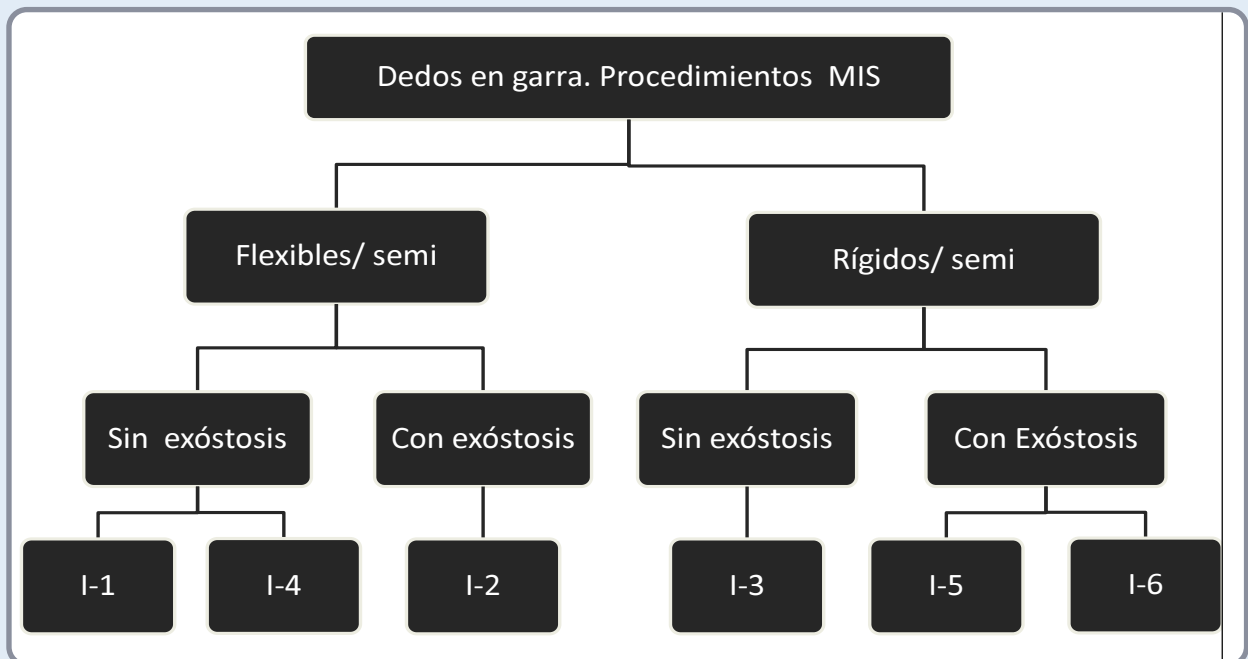 Dedos en garra. Procedimientos  MIS
Flexibles/ semi
Rígidos/ semi
Sin  exóstosis
Con exóstosis
Sin exóstosis
Con Exóstosis
I-1
I-4
I-2
I-3
I-5
I-6